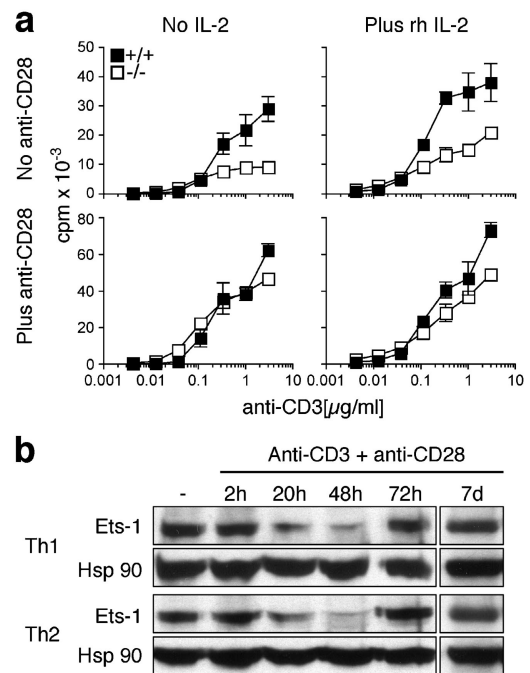 a
No IL-2
Plus rh IL-2
+/+
-/-
No anti-CD28
50
40
30
20
10
0
cpm x 10-3
Plus anti-CD28
80
60
40
20
0
0.001 0.01 0.1 1 10 0.001 0.01 0.1 1 10
anti-CD3[µg/ml]
b
Anti-CD3 + anti-CD28
- 2h 20h 48h 72h 7d
Th1
Ets-1
Hsp 90
Th2
Ets-1
Hsp 90